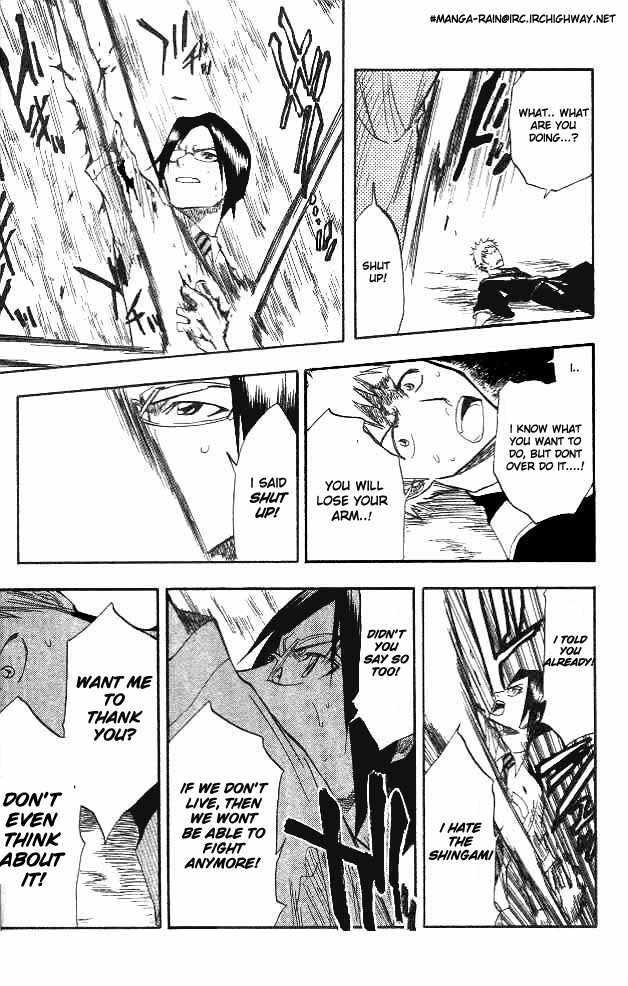 #MANGA-RAIN@IRC.IRCHIGHWAY.NET
WHAT.. WHAT
ARE YOU
DOING...?
SHUT
UP!
I..
I KNOW WHAT
YOU WANT TO
DO, BUT DONT
OVER DO IT....!
YOU WILL
LOSE YOUR
ARM..!
I SAID
SHUT
UP!
I TOLD
YOU
ALREADY!
I HATE
THE
SHINGAMI
DIDN'T
YOU
SAY SO
TOO!
IF WE DON'T
LIVE, THEN
WE WONT
BE ABLE TO
FIGHT
ANYMORE!
WANT ME
TO
THANK
YOU?
DON'T
EVEN
THINK
ABOUT
IT!